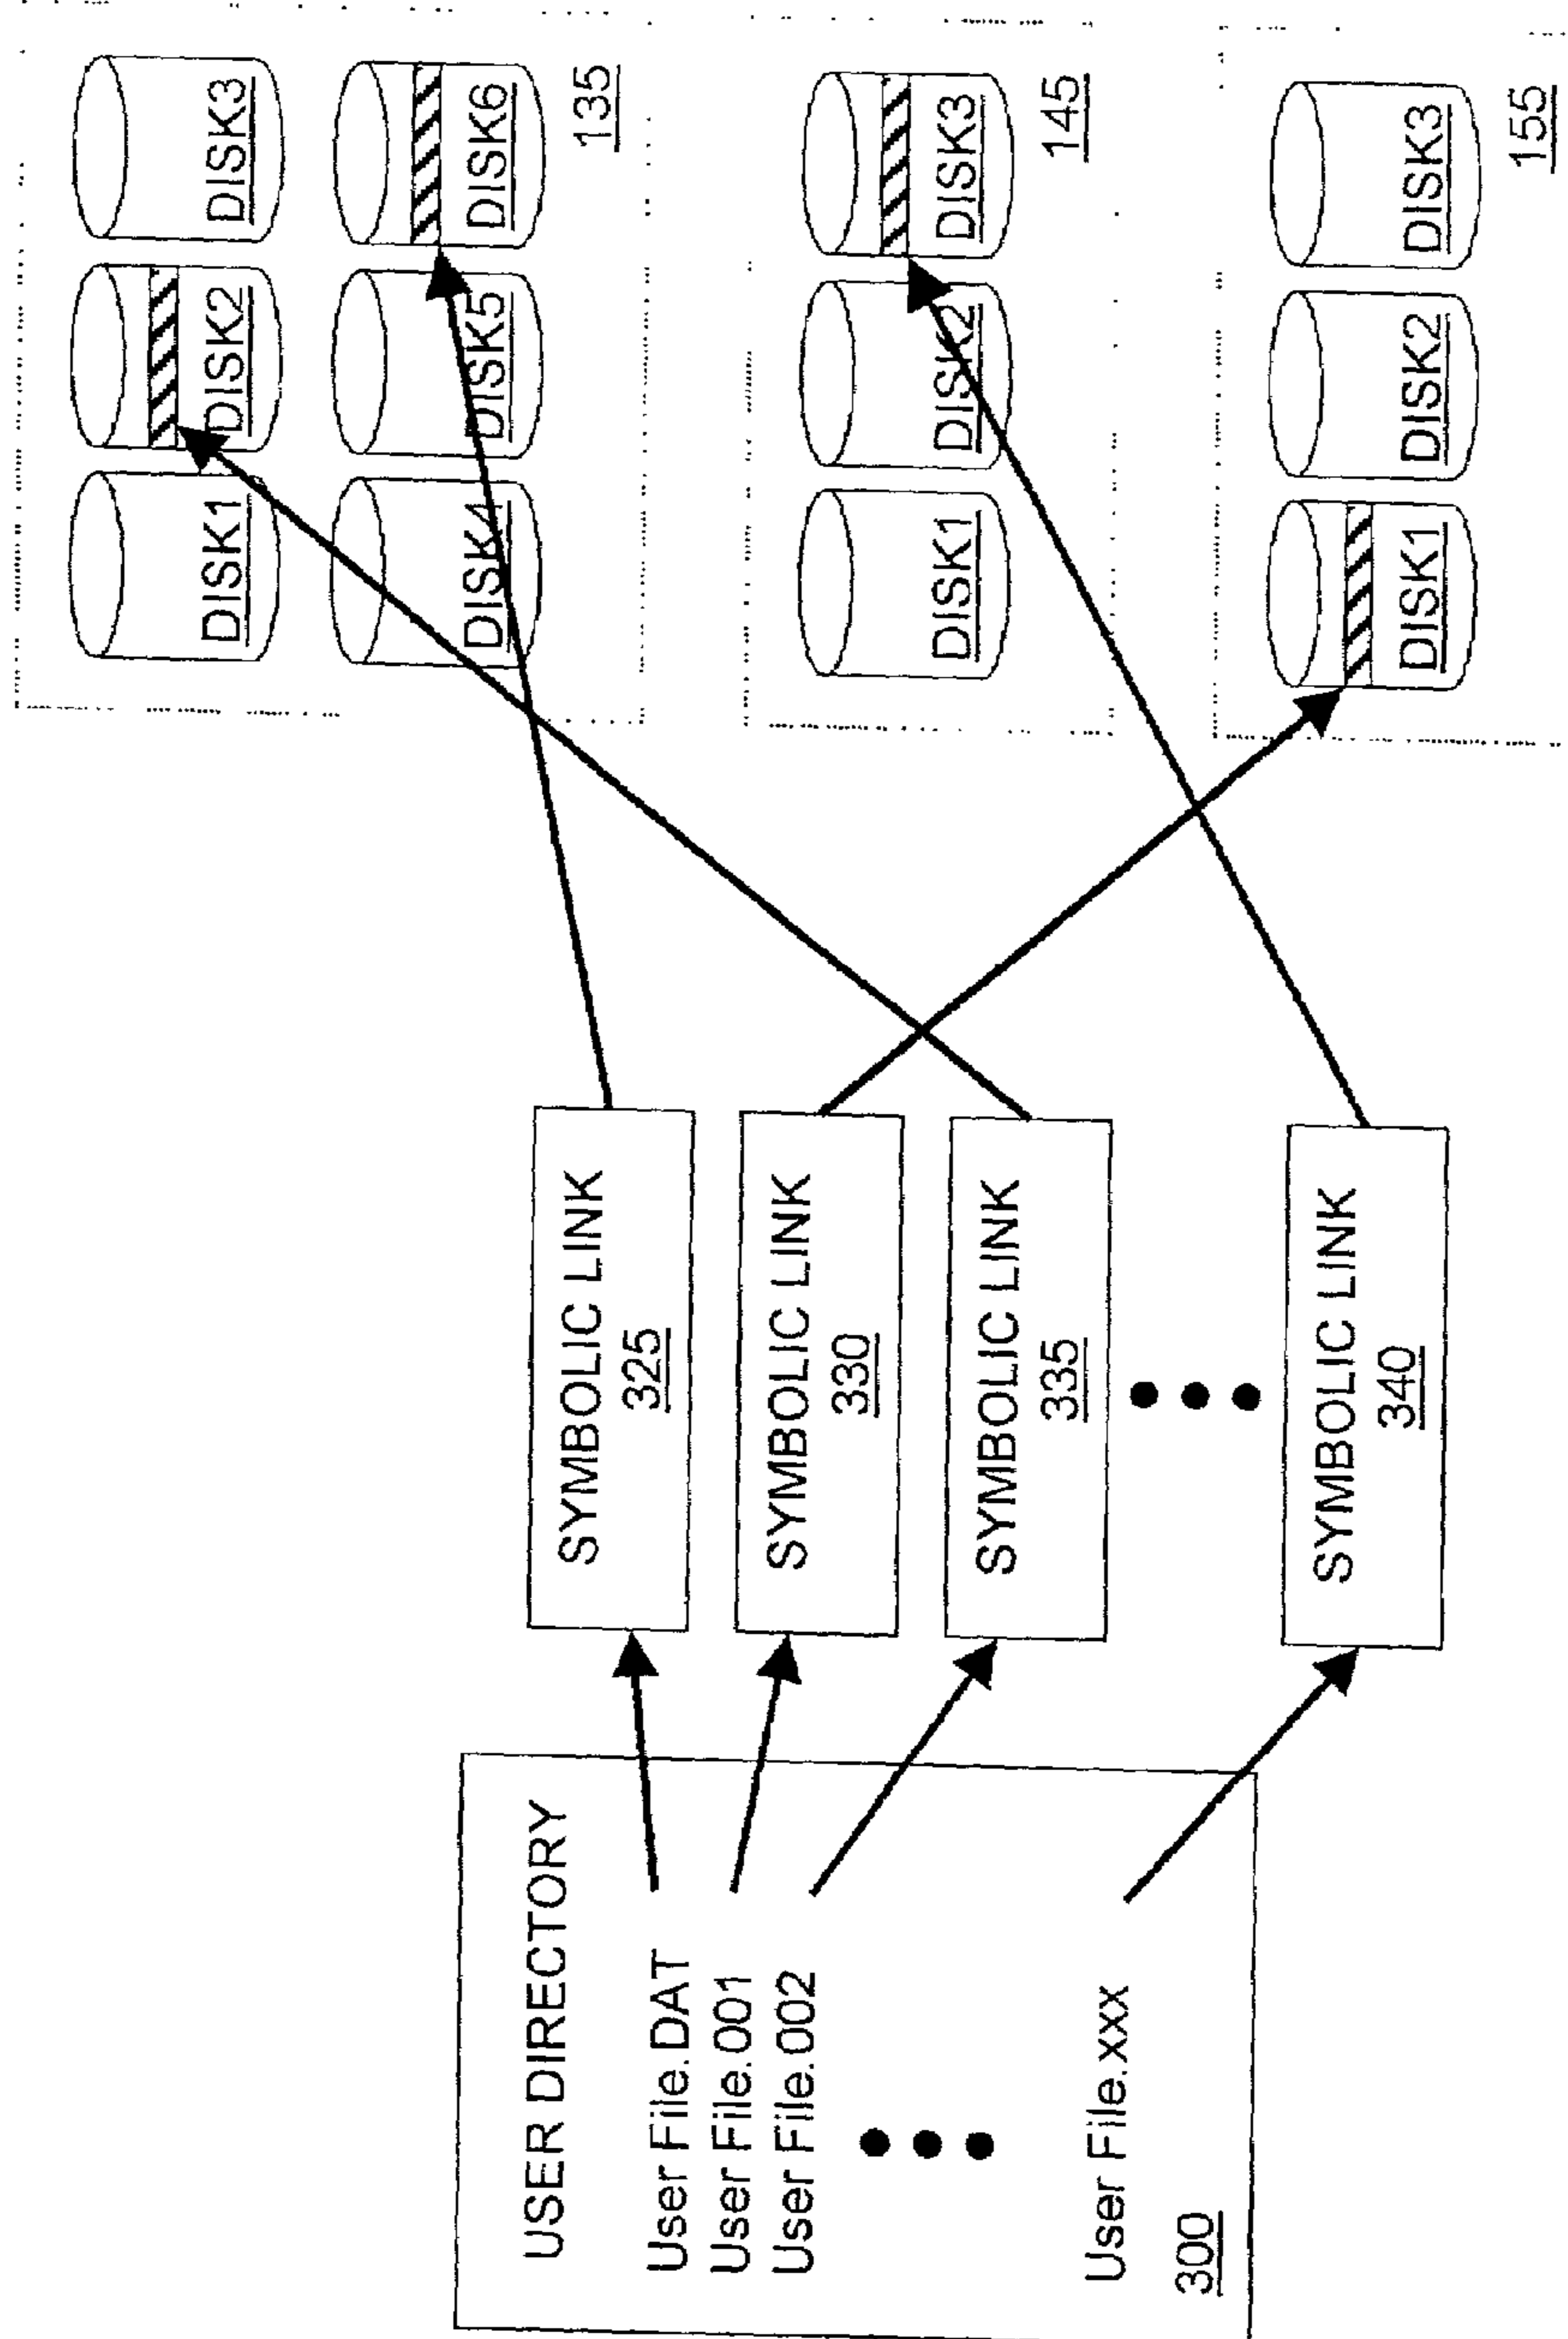 USER DIRECTORY
User File.DAT
User File.001
User File.002
User File.xxx
300
SYMBOLIC LINK
325
SYMBOLIC LINK
330
SYMBOLIC LINK
335
SYMBOLIC LINK
340
DISK1
DISK2
DISK3
DISK4
DISK5
DISK6
135
DISK1
DISK2
DISK3
145
DISK1
DISK2
DISK3
155